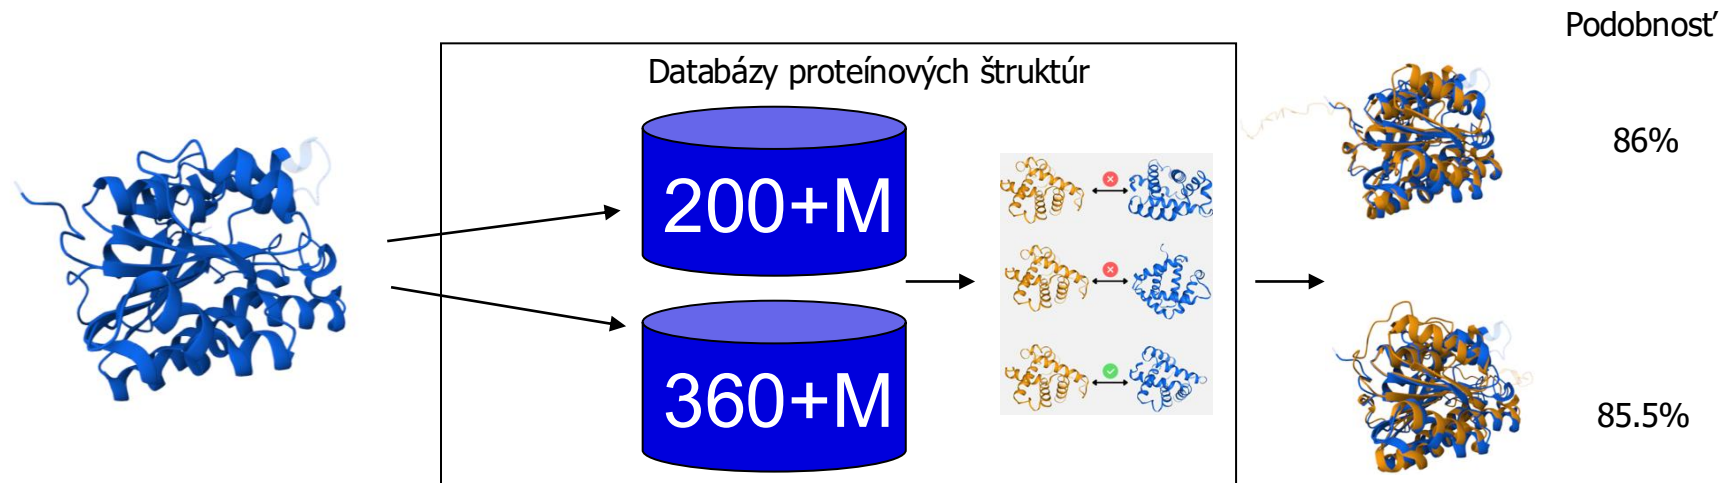 Podobnosť
Databázy proteínových štruktúr
86%
200+M
360+M
85.5%